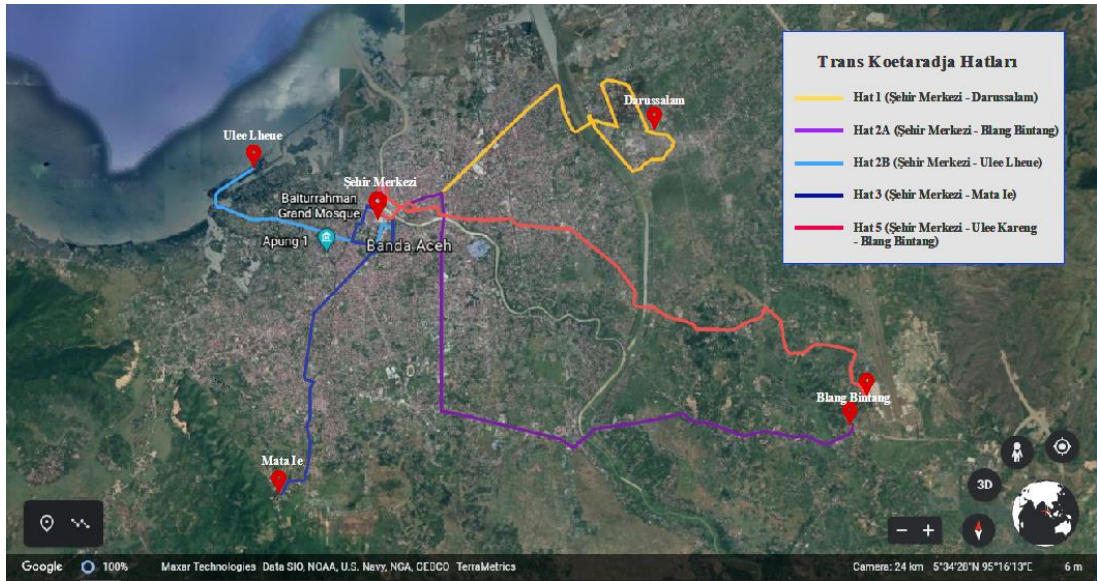 Trans Koetaradja Hatları
Hat 1 (Şehir Merkezi - Darussalam)
Hat 2A (Şehir Merkezi - Blang Bintang)
Hat 2B (Şehir Merkezi - Ulee Lheue)
Hat 3 (Şehir Merkezi - Mata Ie)
Hat 5 (Şehir Merkezi - Ulee Kareng
- Blang Bintang)
Darussalam
Ulee Lheue
Şehir Merkezi
Baiturrahman
Grand Mosque
Apung 1
Banda Aceh
Blang Bintang
Mata Ie
3D
Google
100%
Maxar Technologies Data SIO, NOAA, U.S. Navy, NGA, GEBCO TerraMetrics
Camera: 24 km 5°34'28"N 95°16'13"E 6 m